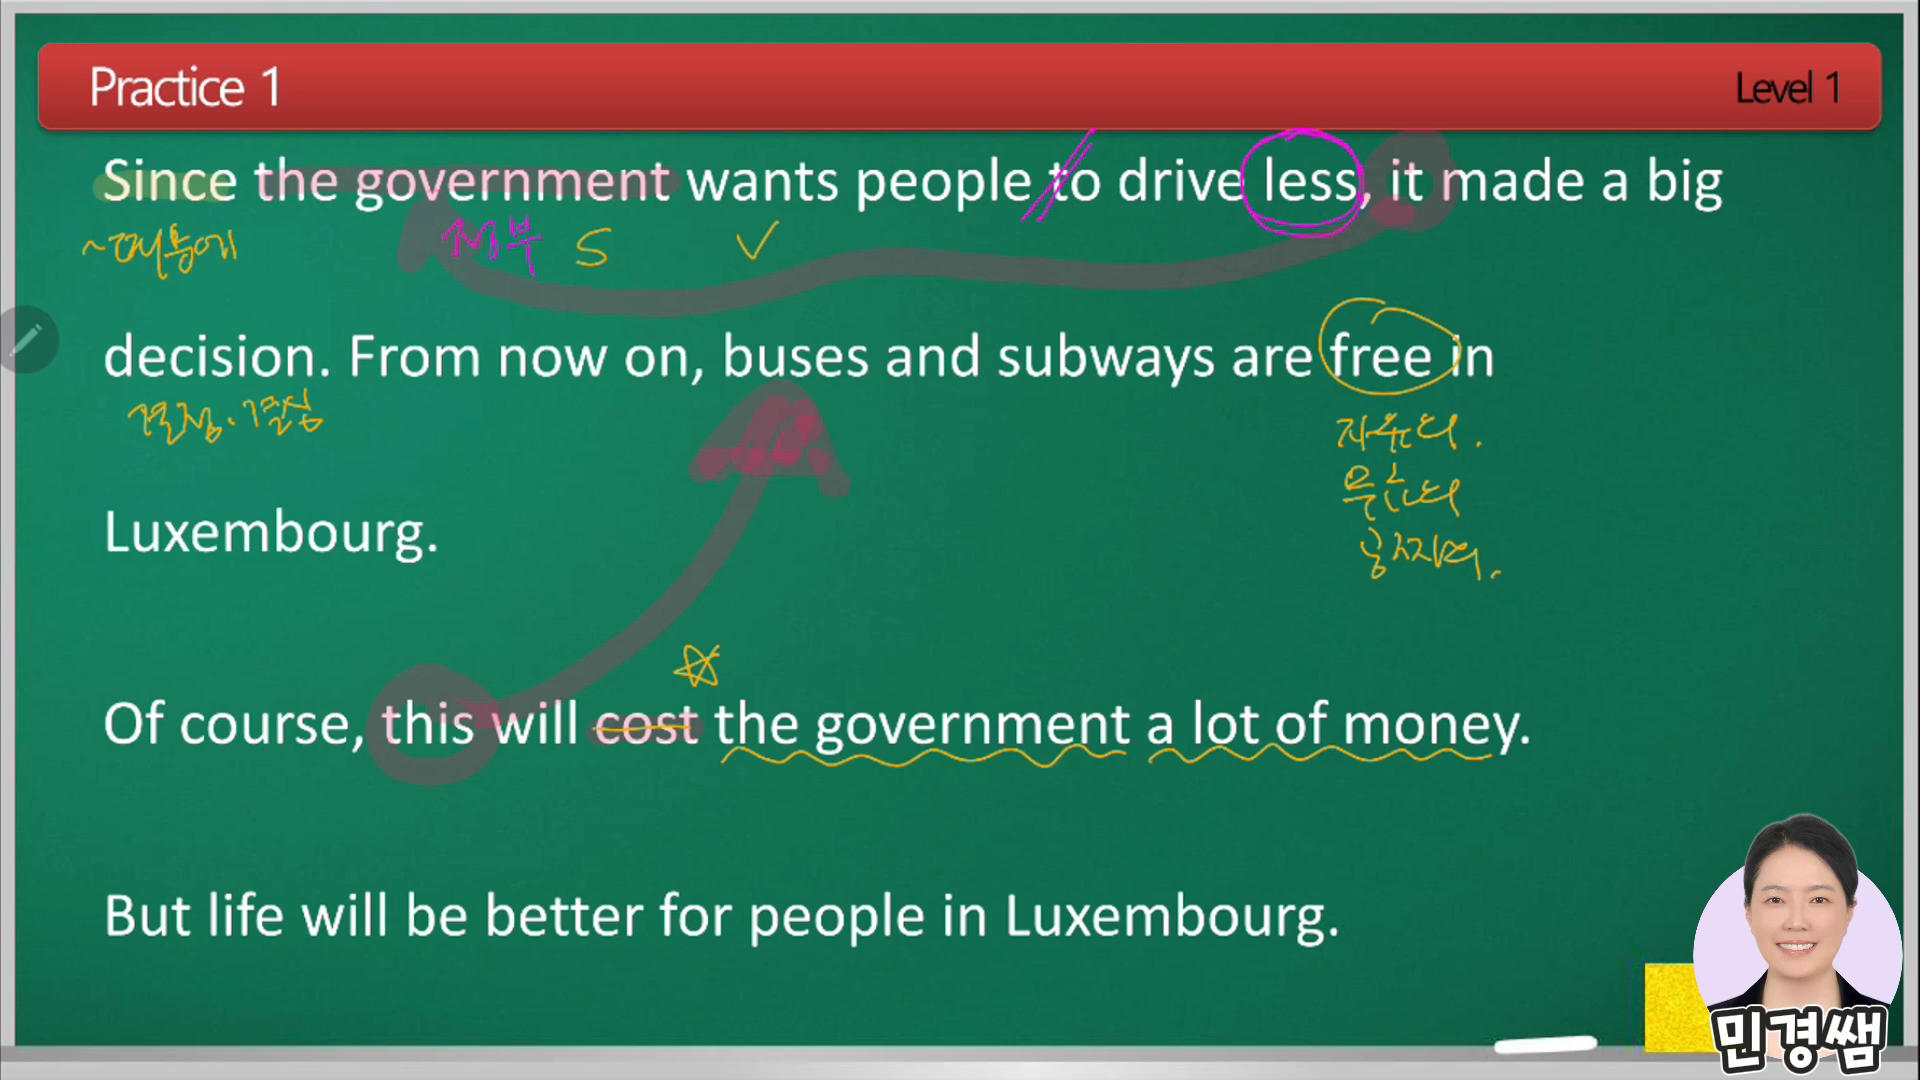 Practice 1
Level 1
Since the government wants people to drive less, it made a big
~때문에 정부 S V
decision. From now on, buses and subways are free in
결정. 결심
자유의.
무료의
공짜의.
Luxembourg.
Of course, this will cost the government a lot of money.
But life will be better for people in Luxembourg.
민경쌤